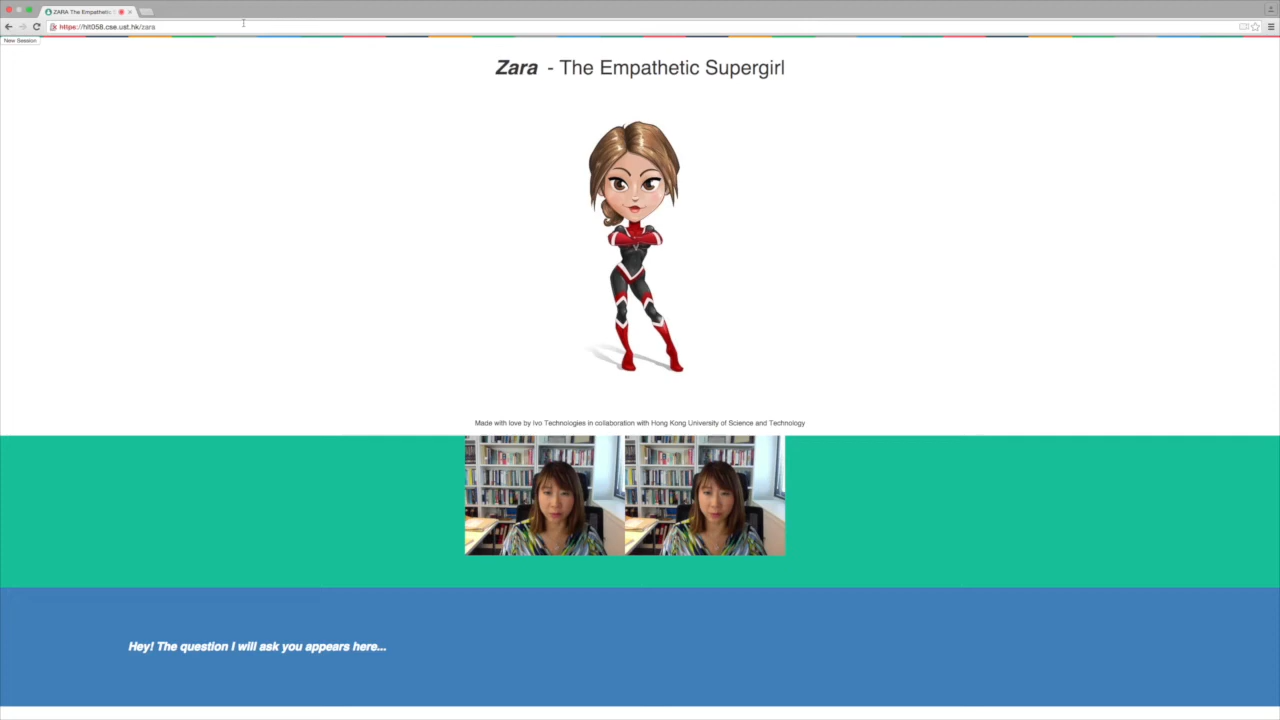 ZARA The Empathetic
https://hlt058.cse.ust.hk/zara
New Session
Zara - The Empathetic Supergirl
Made with love by Ivo Technologies in collaboration with Hong Kong University of Science and Technology
Hey! The question I will ask you appears here...